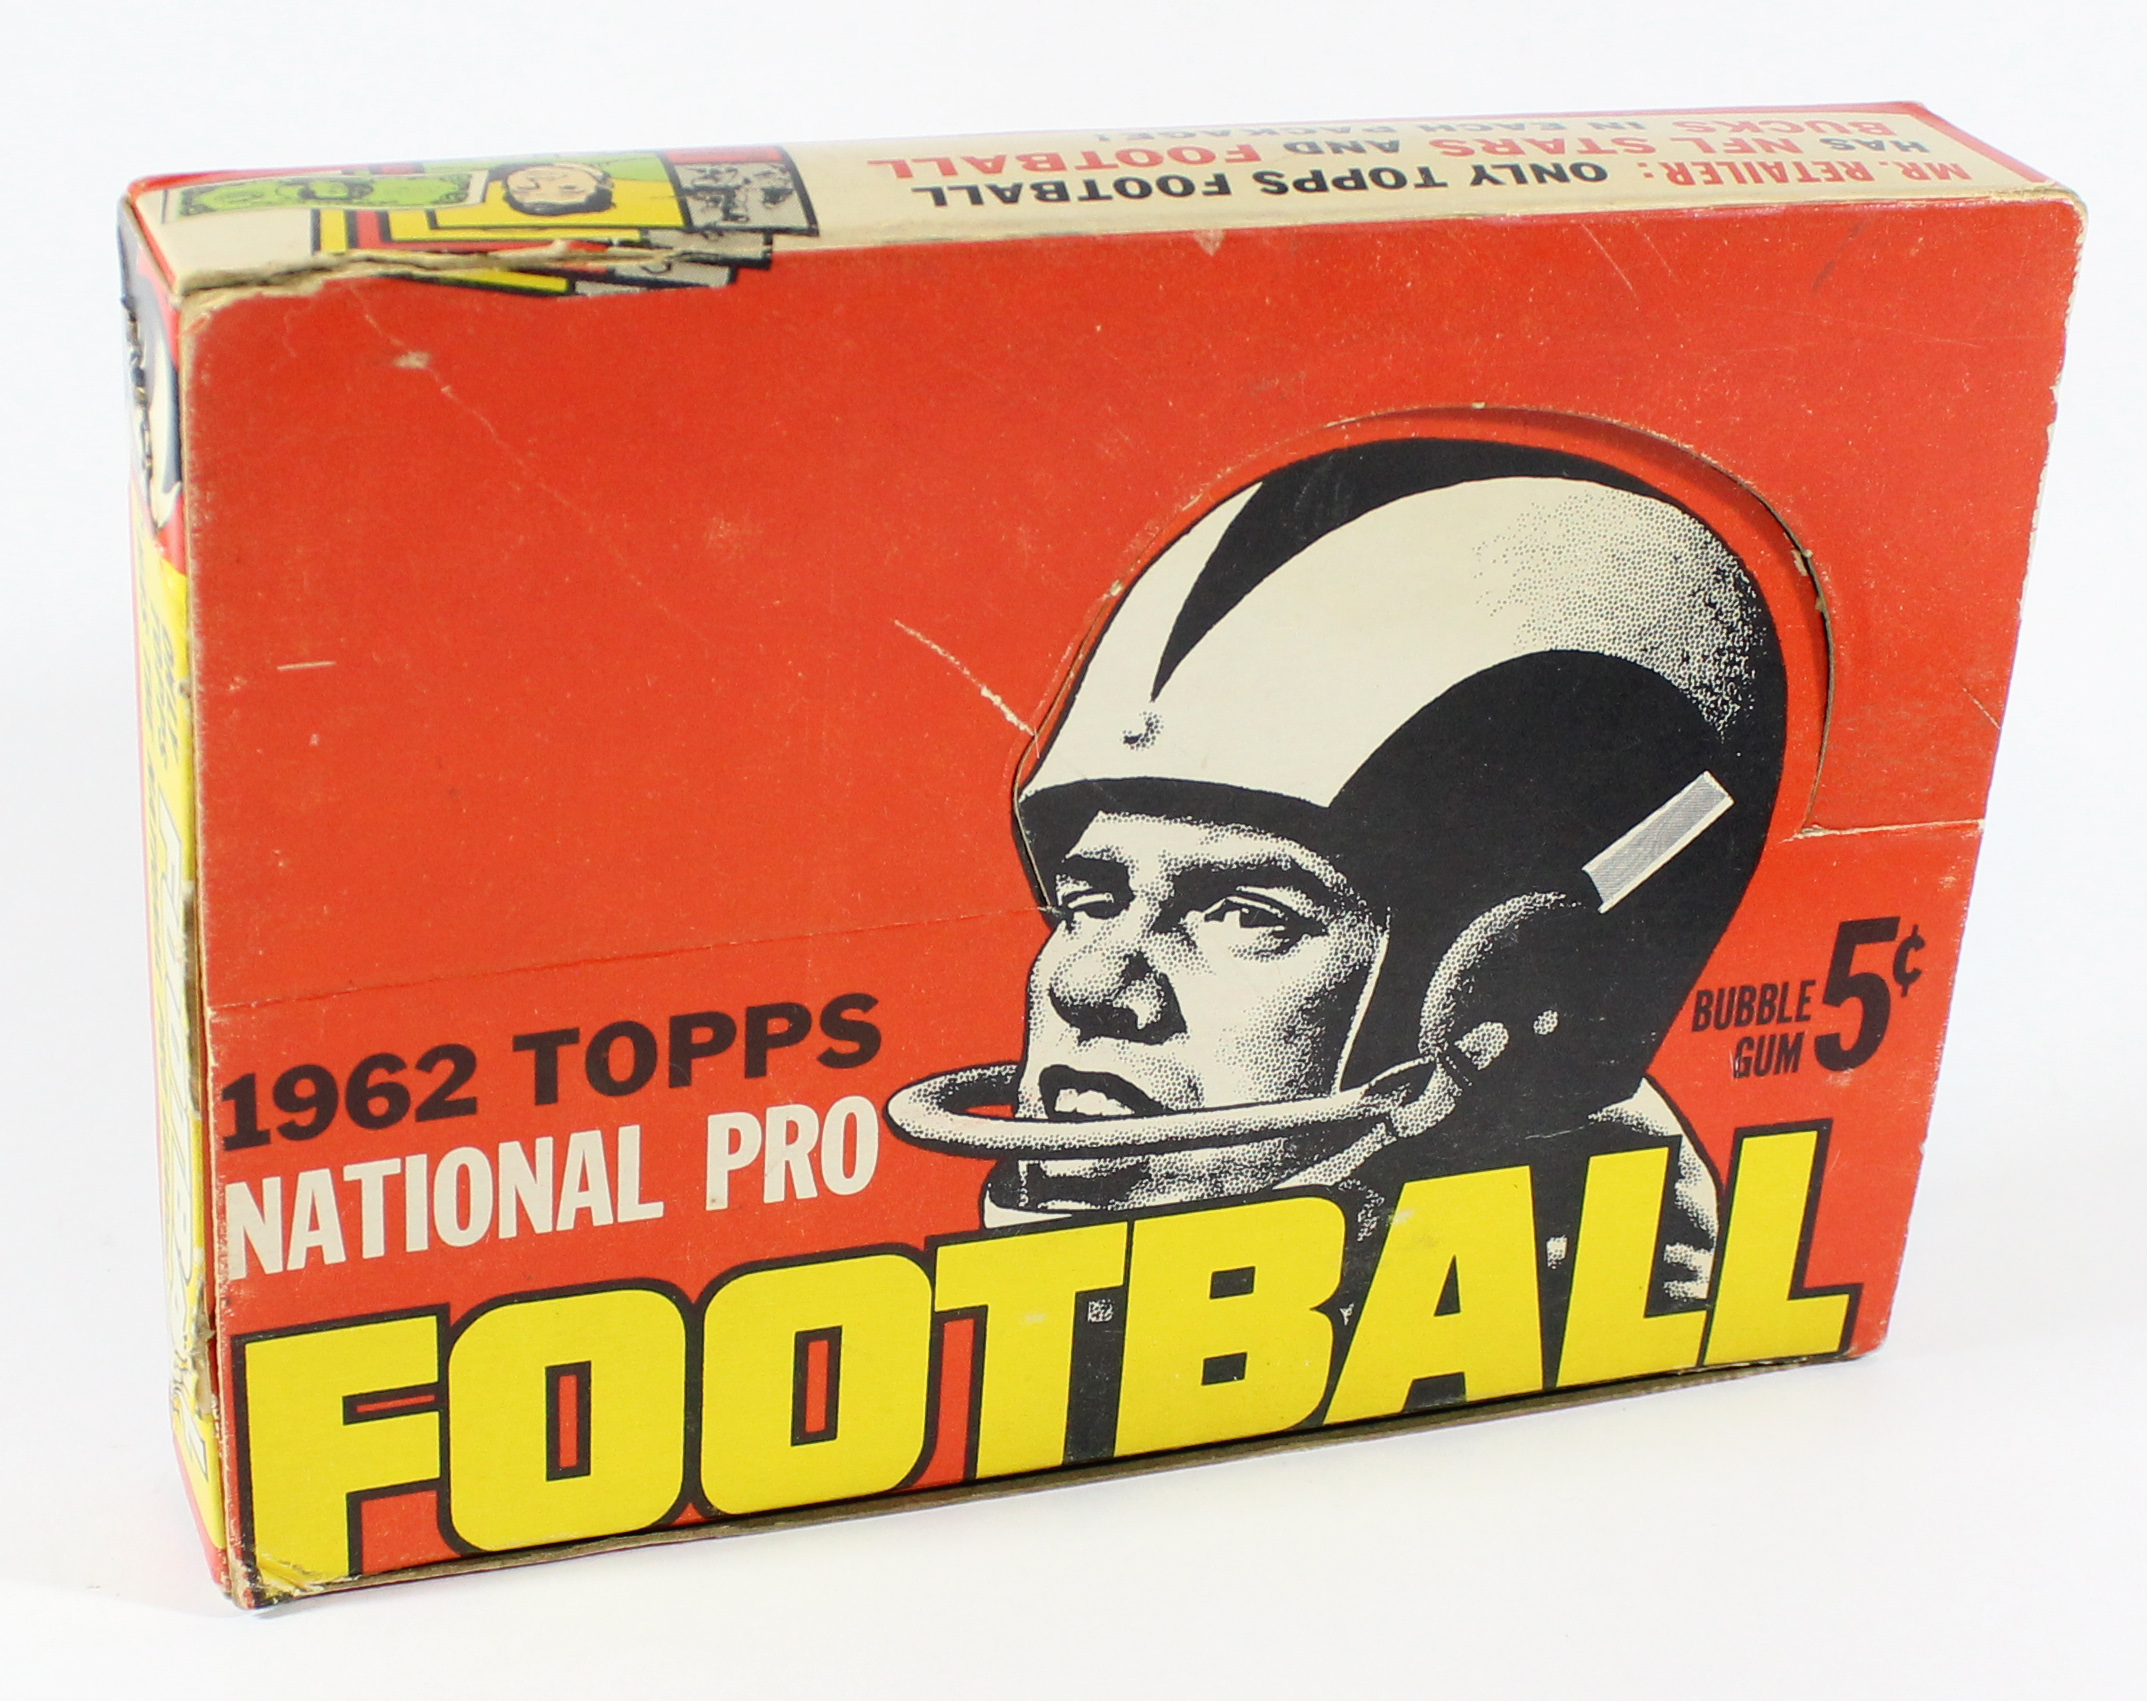 MR. RETAILER: ONLY TOPPS FOOTBALL
HAS NFL STARS AND FOOTBALL
BUCKS IN EACH PACKAGE!
1962 TOPPS
NATIONAL PRO
FOOTBALL
BUBBLE
GUM
5¢